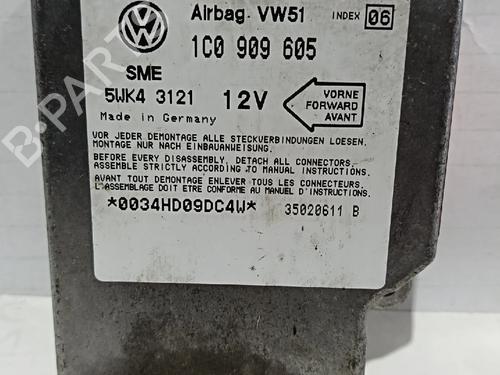 Airbag. VW51 INDEX 06
1C0 909 605
SME
5WK4 3121 12V
VORNE
FORWARD
AVANT
Made in Germany
VOR JEDER DEMONTAGE ALLE STECKVERBINDUNGEN LOESEN.
MONTAGE NUR NACH EINBAUANWEISUNG.
BEFORE EVERY DISASSEMBLY, DETACH ALL CONNECTORS.
ASSEMBLE STRICTLY ACCORDING TO MANUAL INSTRUCTIONS.
AVANT TOUT DEMONTAGE ENLEVER TOUS LES CONNECTEURS.
L'ASSEMBLAGE DOIT ETRE CONFORME AU MANUEL D'INSTRUCTIONS.
*0034HD09DC4W* 35020611 B
B-PARTS